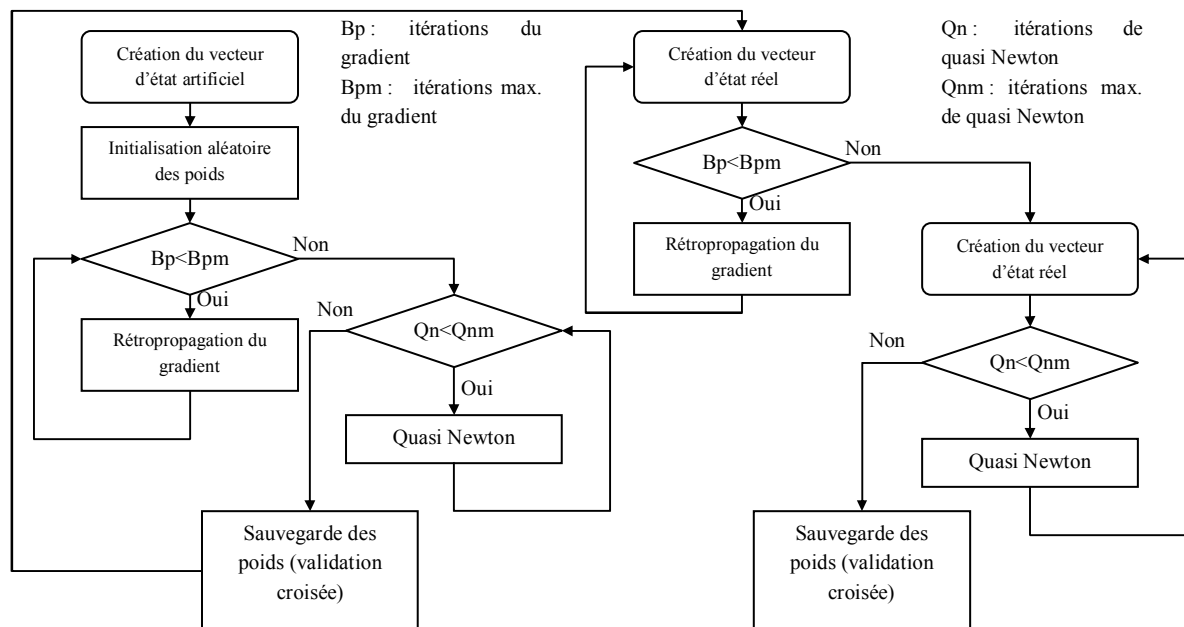 Création du vecteur
d'état artificiel
Initialisation aléatoire
des poids
Bp<Bpm
Non
Oui
Rétropropagation du
gradient
Bp : itérations du
gradient
Bpm : itérations max.
du gradient
Non
Qn<Qnm
Oui
Quasi Newton
Sauvegarde des
poids (validation
croisée)
Création du vecteur
d'état réel
Bp<Bpm
Non
Oui
Rétropropagation du
gradient
Qn : itérations de
quasi Newton
Qnm : itérations max.
de quasi Newton
Création du vecteur
d'état réel
Non
Qn<Qnm
Oui
Quasi Newton
Sauvegarde des
poids (validation
croisée)